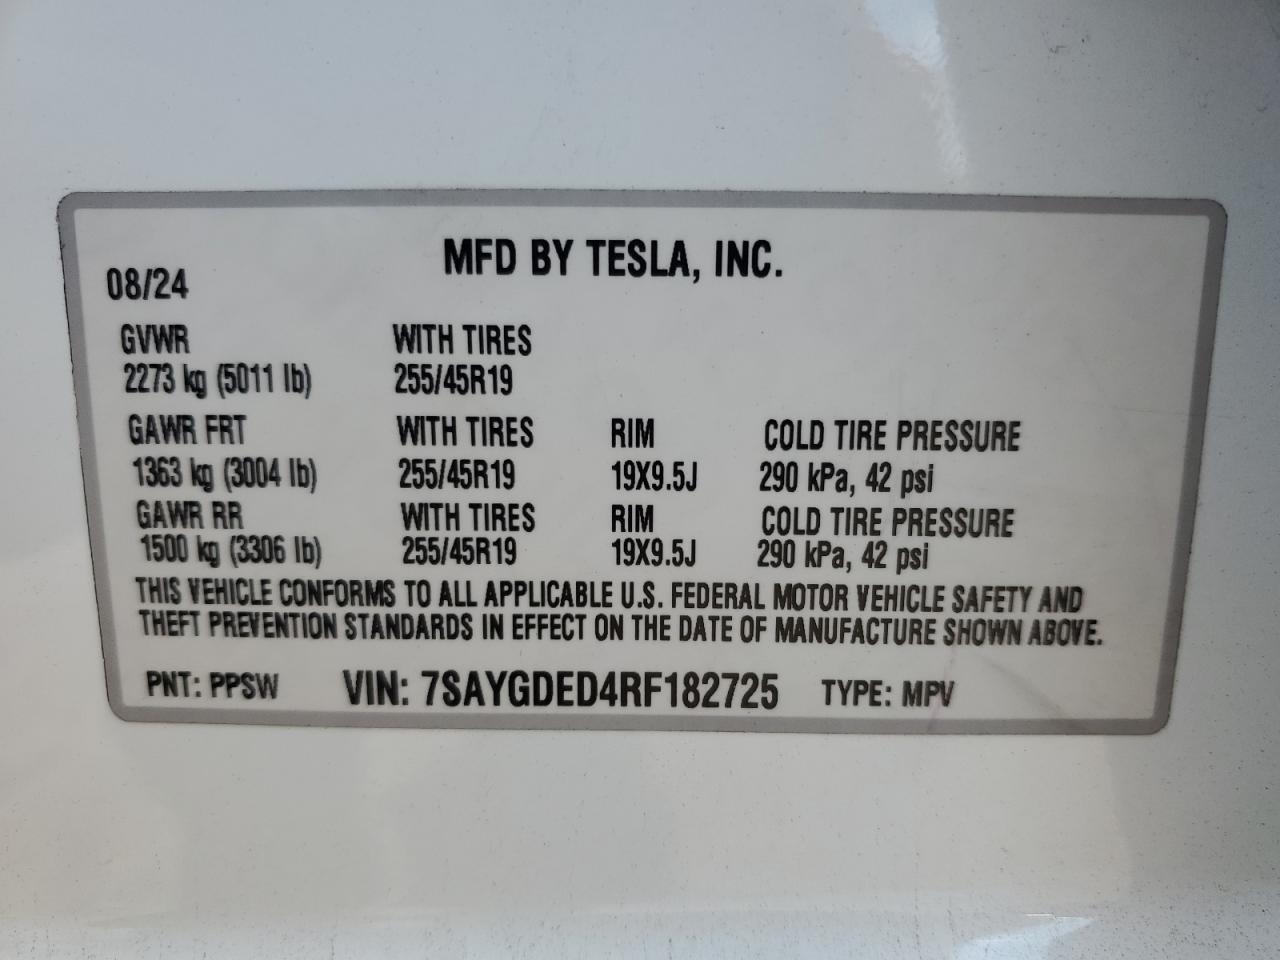 MFD BY TESLA, INC.
08/24
GVWR WITH TIRES
2273 kg (5011 lb) 255/45R19
GAWR FRT WITH TIRES RIM COLD TIRE PRESSURE
1363 kg (3004 lb) 255/45R19 19X9.5J 290 kPa, 42 psi
GAWR RR WITH TIRES RIM COLD TIRE PRESSURE
1500 kg (3306 lb) 255/45R19 19X9.5J 290 kPa, 42 psi
THIS VEHICLE CONFORMS TO ALL APPLICABLE U.S. FEDERAL MOTOR VEHICLE SAFETY AND
THEFT PREVENTION STANDARDS IN EFFECT ON THE DATE OF MANUFACTURE SHOWN ABOVE.
PNT: PPSW VIN: 7SAYGDED4RF182725 TYPE: MPV